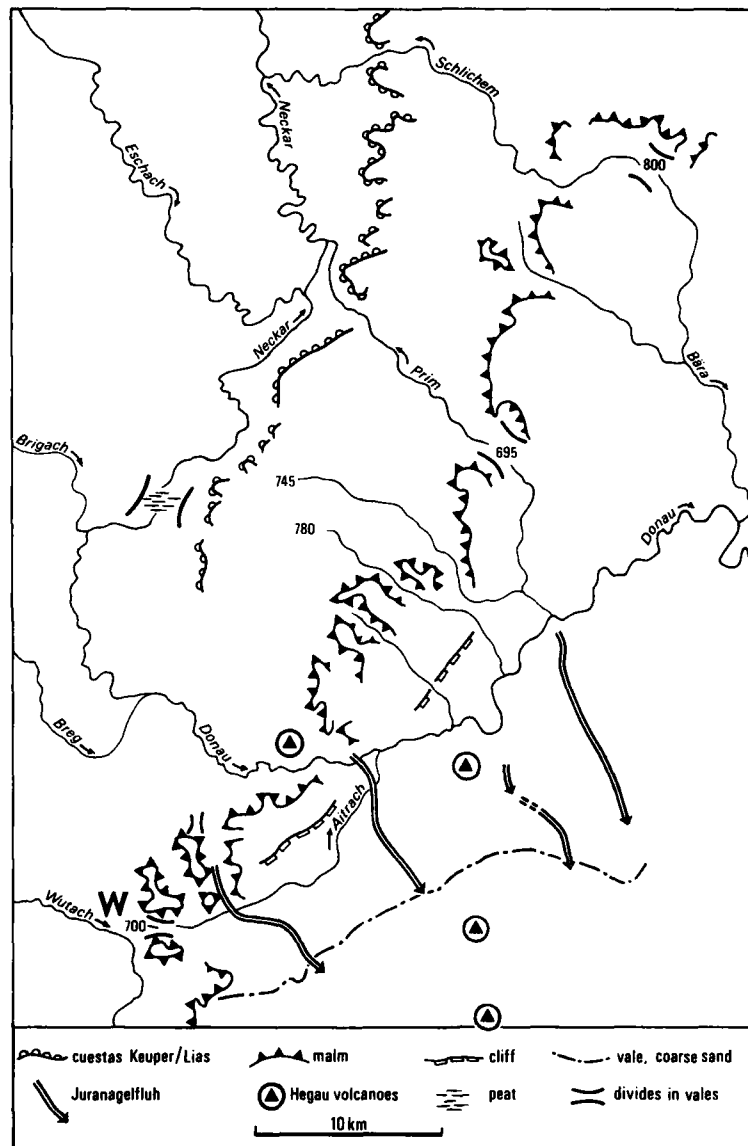 Schlichem
Neckar
Eschach
800
Neckar
Prim
Bära
Brigach
695
745
Donau
780
Breg
Donau
Aitrach
W
Wutach
700
cuestas Keuper/Lias
malm
cliff
vale, coarse sand
Juranagelfluh
Hegau volcanoes
peat
divides in vales
10 km